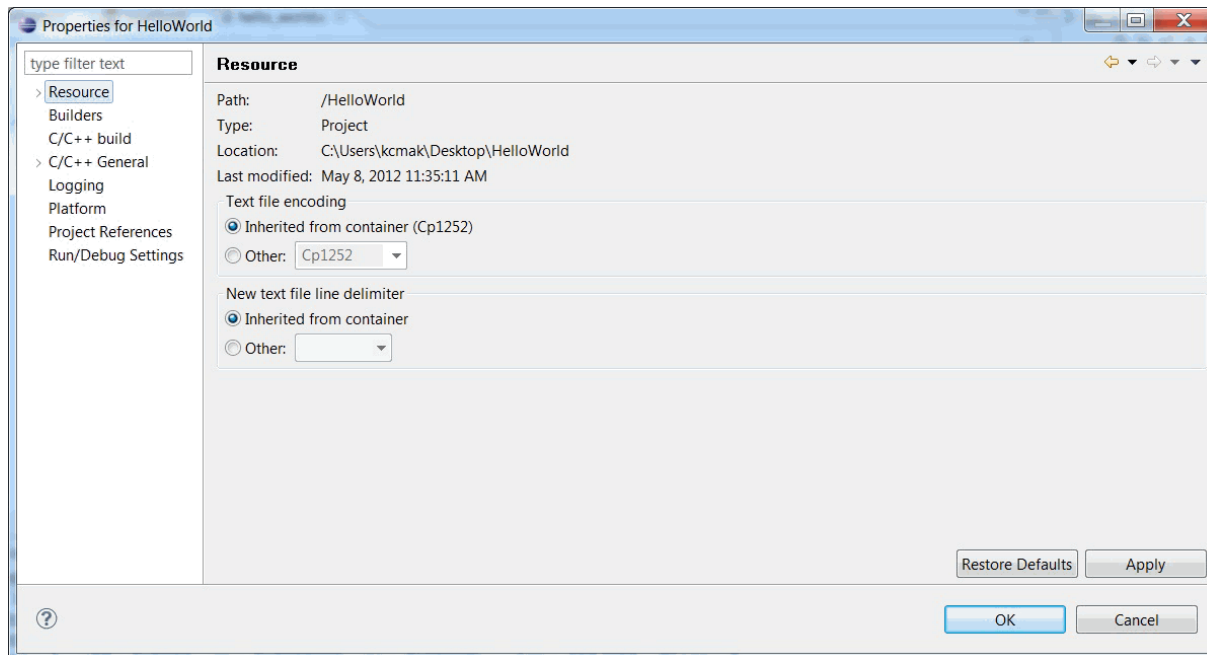 Properties for HelloWorld
type filter text
Resource
Builders
C/C++ build
C/C++ General
Logging
Platform
Project References
Run/Debug Settings
Resource
Path: /HelloWorld
Type: Project
Location: C:\Users\kcmak\Desktop\HelloWorld
Last modified: May 8, 2012 11:35:11 AM
Text file encoding
Inherited from container (Cp1252)
Other: Cp1252
New text file line delimiter
Inherited from container
Other:
Restore Defaults Apply
OK Cancel